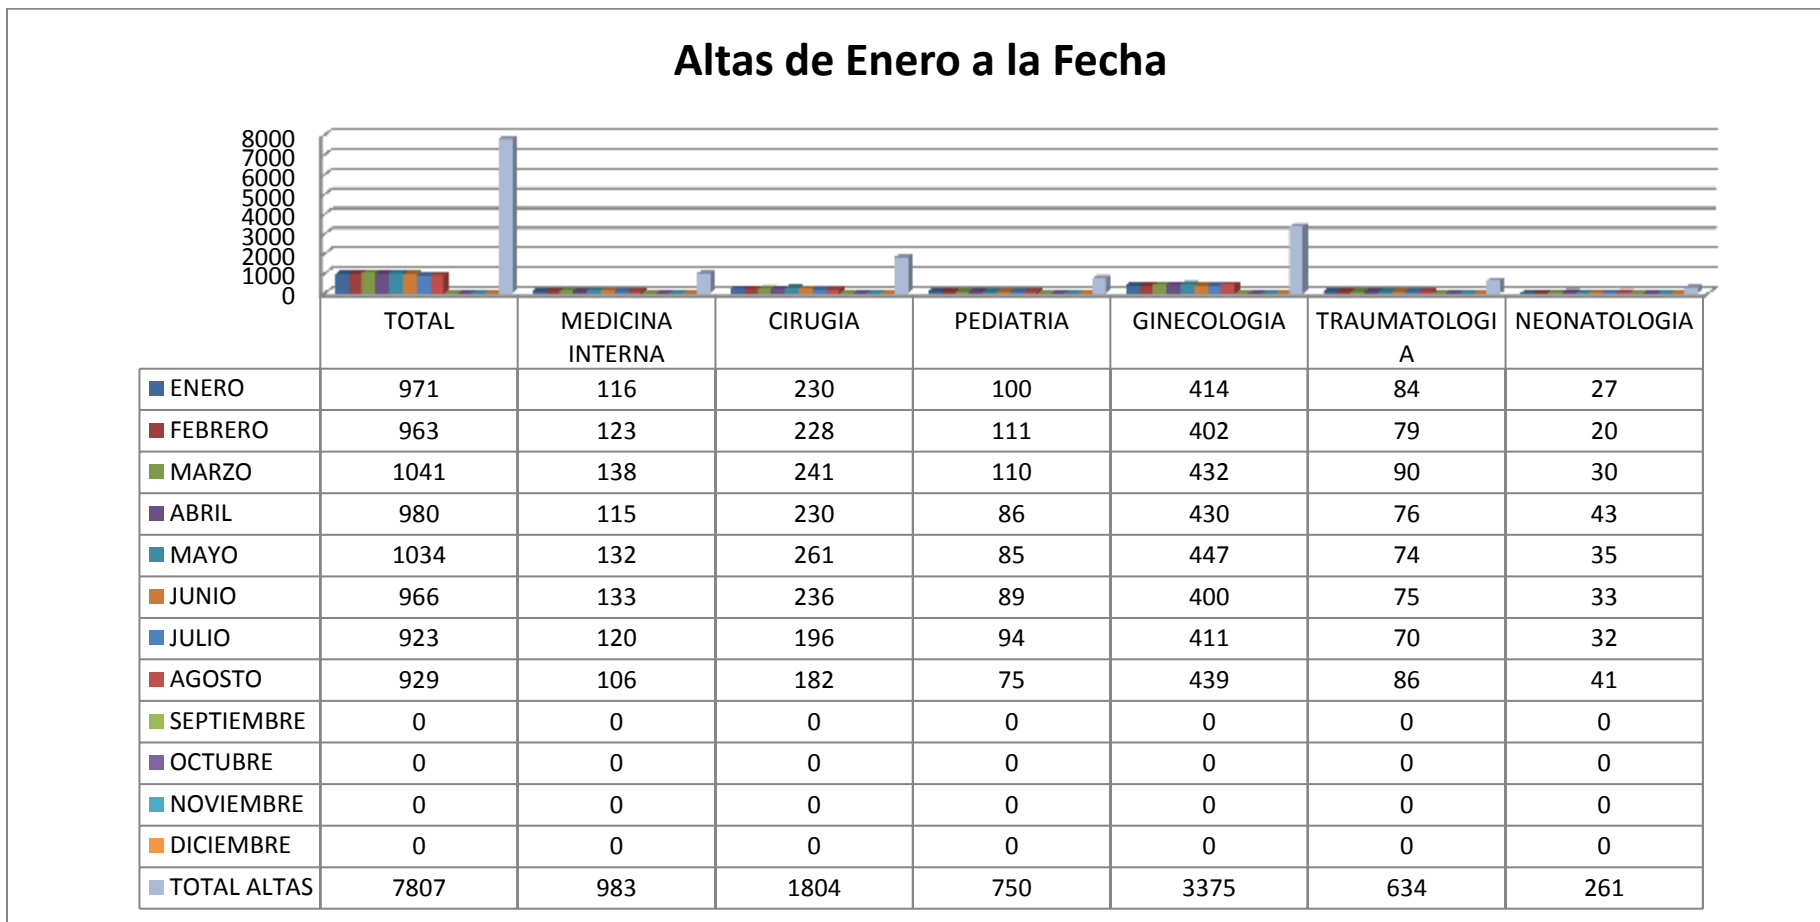 Altas de Enero a la Fecha
8000
7000
6000
5000
4000
3000
2000
1000
0
TOTAL MEDICINA INTERNA CIRUGIA PEDIATRIA GINECOLOGIA TRAUMATOLOGIA NEONATOLOGIA
ENERO 971 116 230 100 414 84 27
FEBRERO 963 123 228 111 402 79 20
MARZO 1041 138 241 110 432 90 30
ABRIL 980 115 230 86 430 76 43
MAYO 1034 132 261 85 447 74 35
JUNIO 966 133 236 89 400 75 33
JULIO 923 120 196 94 411 70 32
AGOSTO 929 106 182 75 439 86 41
SEPTIEMBRE 0 0 0 0 0 0 0
OCTUBRE 0 0 0 0 0 0 0
NOVIEMBRE 0 0 0 0 0 0 0
DICIEMBRE 0 0 0 0 0 0 0
TOTAL ALTAS 7807 983 1804 750 3375 634 261